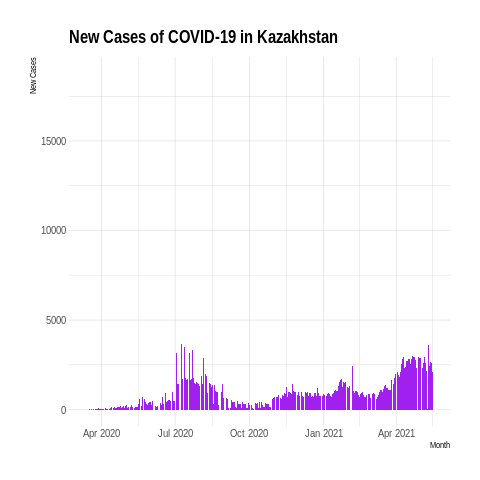 New Cases of COVID-19 in Kazakhstan
New Cases
15000
10000
5000
0
Apr 2020 Jul 2020 Oct 2020 Jan 2021 Apr 2021
Month